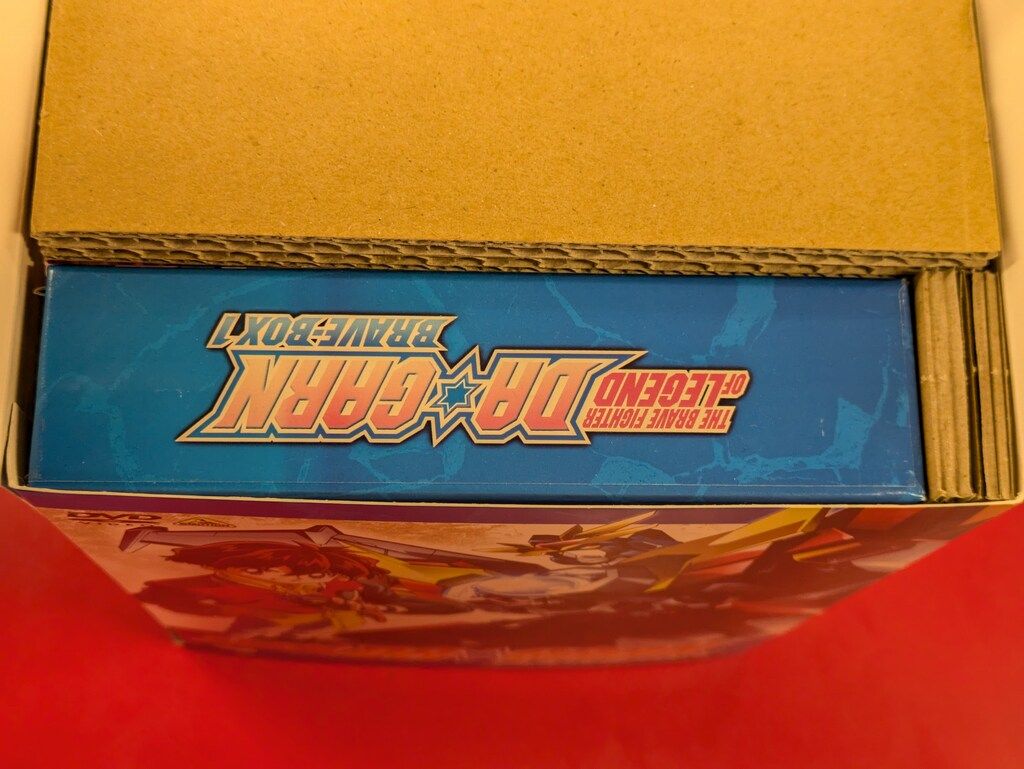 THE BRAVE FIGHTER
OF LEGEND
DA GARN
BRAVE-BOX 1
DVD